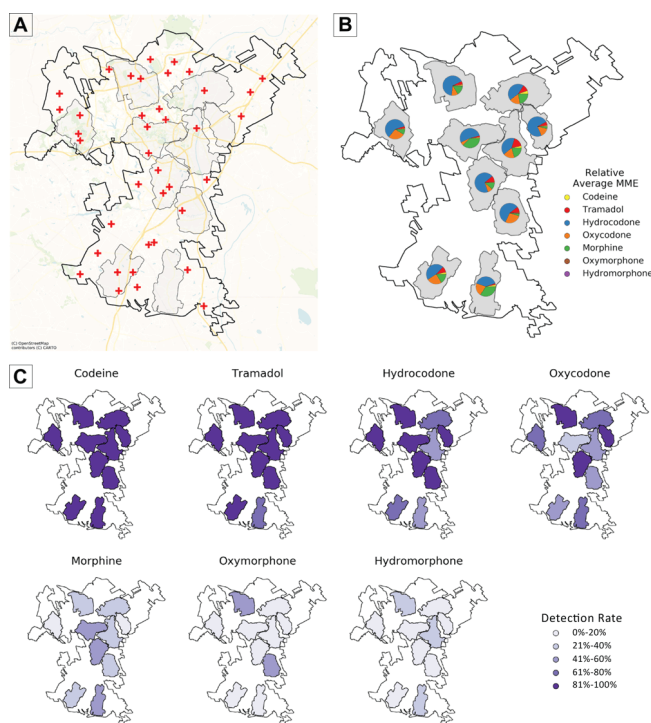 A
B
(C) OpenStreetMap
contributors (C) CARTO
Relative
Average MME
Codeine
Tramadol
Hydrocodone
Oxycodone
Morphine
Oxymorphone
Hydromorphone
C
Codeine
Tramadol
Hydrocodone
Oxycodone
Morphine
Oxymorphone
Hydromorphone
Detection Rate
0%-20%
21%-40%
41%-60%
61%-80%
81%-100%